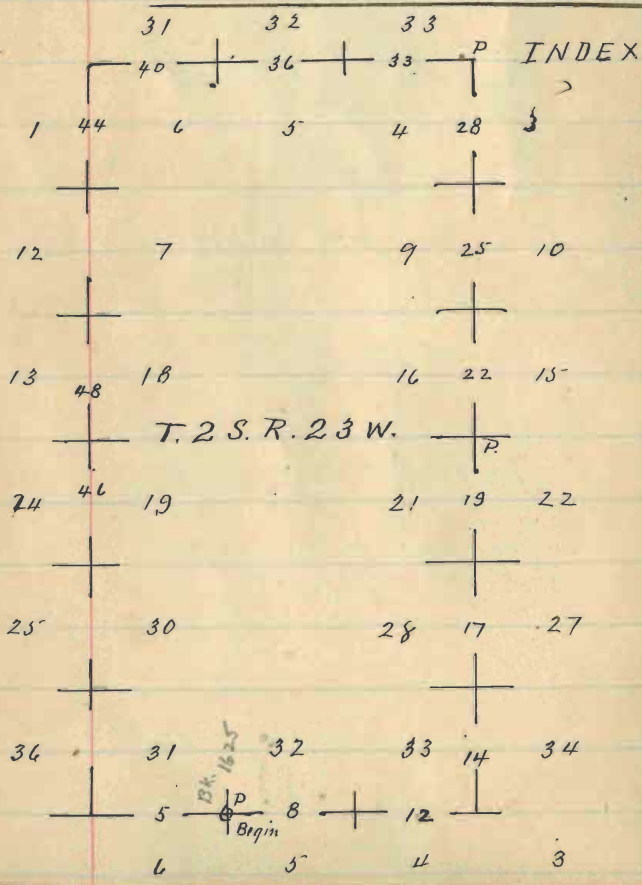 31 32 33
40 36 33 P INDEX
1 44 6 5 4 28 3
12 7 9 25 10
13 48 18 16 22 15
T. 2 S. R. 23 W. P.
24 46 19 21 19 22
25 30 28 17 27
Bk. 1625
36 31 32 33 14 34
5 P 8 12
Begin
6 5 4 3